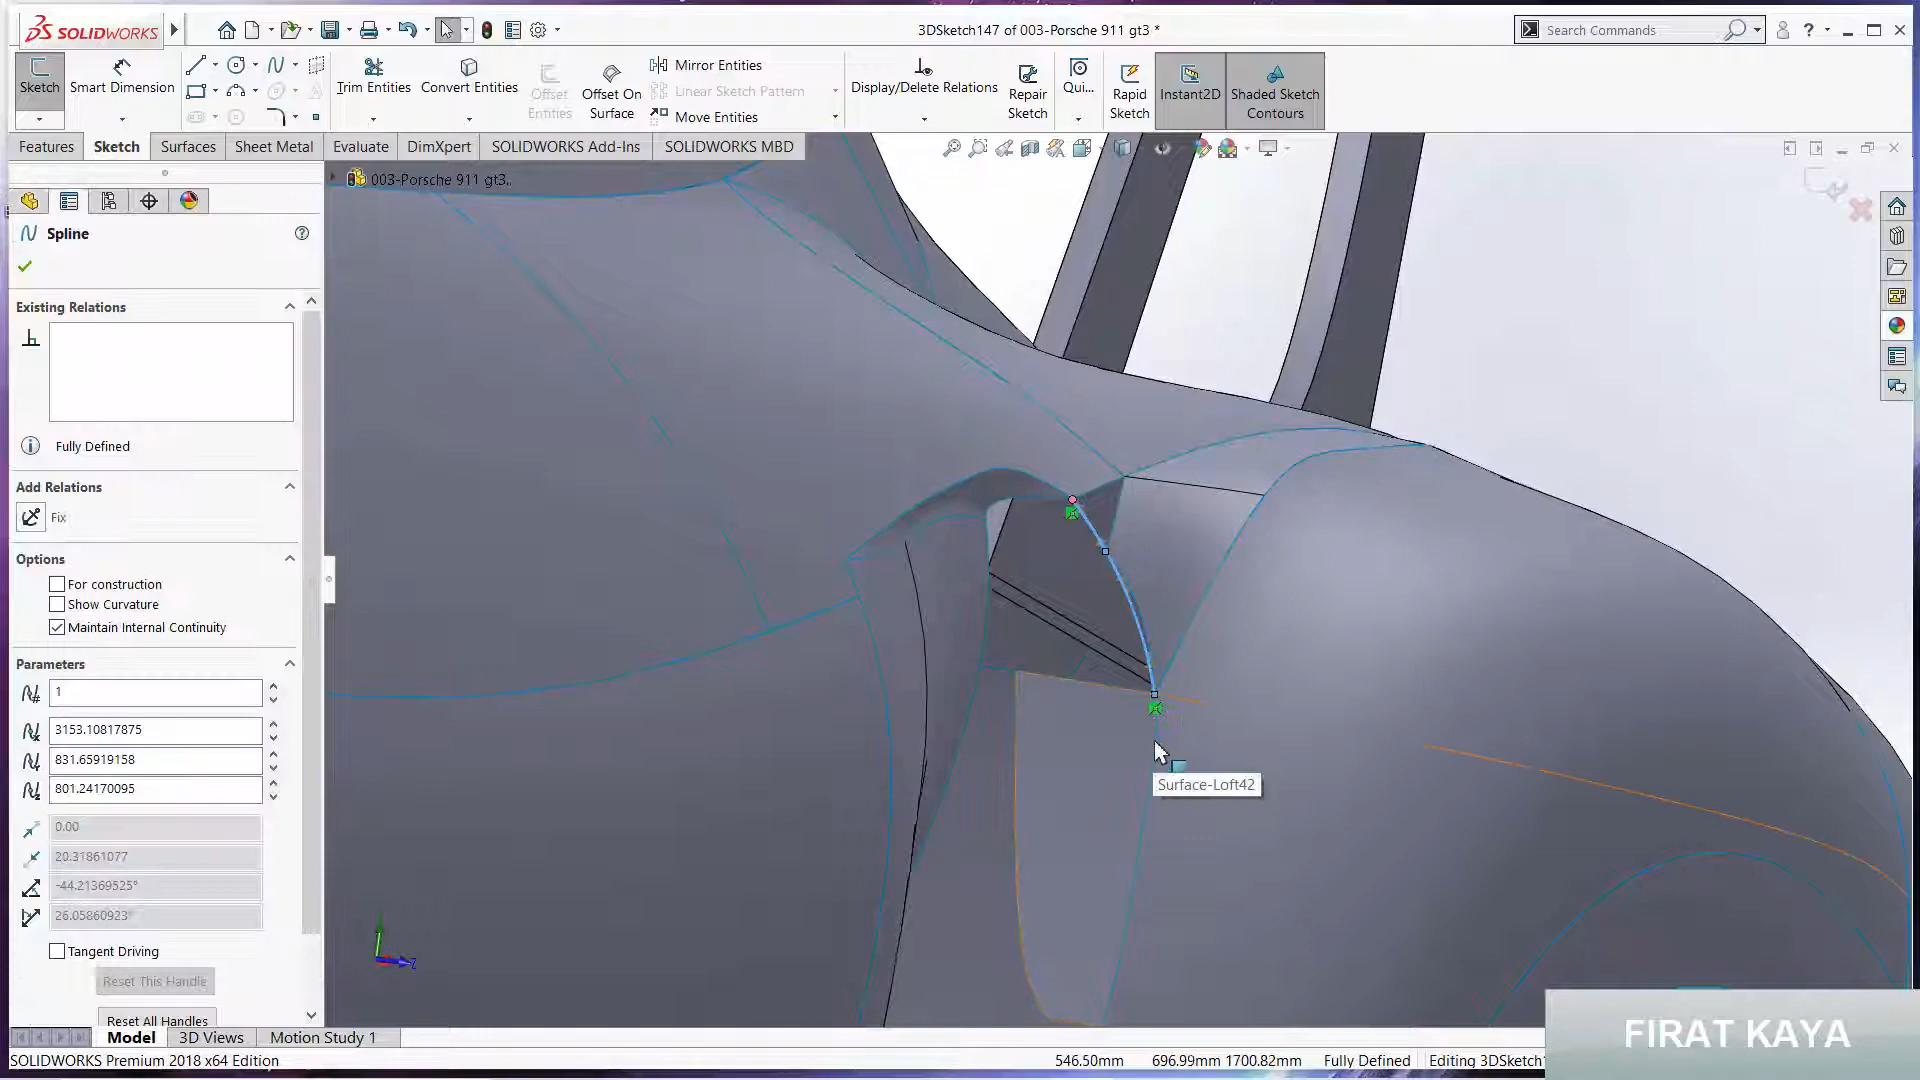 SOLIDWORKS
3DSketch147 of 003-Porsche 911 gt3 *
Search Commands
Sketch
Smart Dimension
Trim Entities
Convert Entities
Offset Entities
Offset On Surface
Mirror Entities
Linear Sketch Pattern
Move Entities
Display/Delete Relations
Repair Sketch
Qui...
Rapid Sketch
Instant2D
Shaded Sketch Contours
Features
Sketch
Surfaces
Sheet Metal
Evaluate
DimXpert
SOLIDWORKS Add-Ins
SOLIDWORKS MBD
003-Porsche 911 gt3..
Spline
Existing Relations
Fully Defined
Add Relations
Fix
Options
For construction
Show Curvature
Maintain Internal Continuity
Parameters
1
3153.10817875
831.65919158
801.24170095
0.00
20.31861077
-44.21369525°
26.05860923°
Tangent Driving
Reset This Handle
Reset All Handles
Surface-Loft42
Z
Model
3D Views
Motion Study 1
SOLIDWORKS Premium 2018 x64 Edition
546.50mm
696.99mm 1700.82mm
Fully Defined
Editing 3DSketch1
FIRAT KAYA